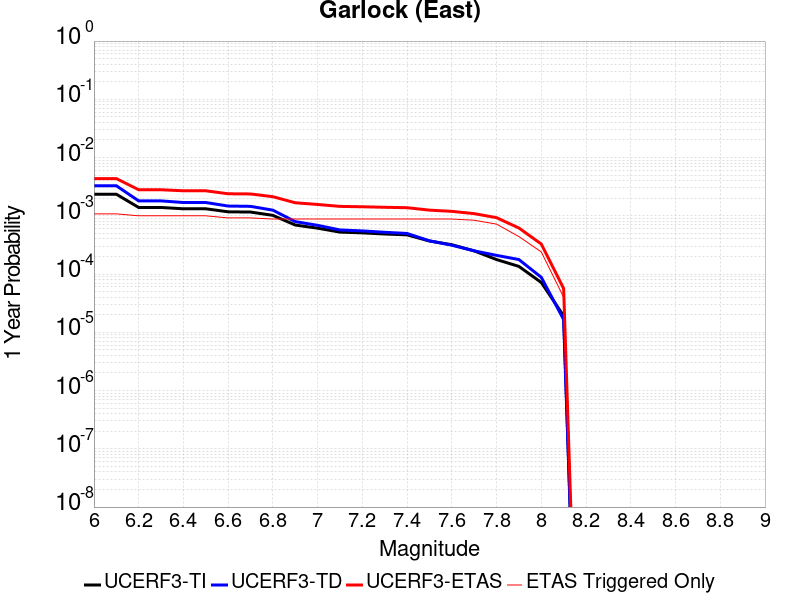 Garlock (East)
10^0
10^-1
10^-2
10^-3
10^-4
10^-5
10^-6
10^-7
10^-8
1 Year Probability
6 6.2 6.4 6.6 6.8 7 7.2 7.4 7.6 7.8 8 8.2 8.4 8.6 8.8 9
Magnitude
UCERF3-TI UCERF3-TD UCERF3-ETAS ETAS Triggered Only